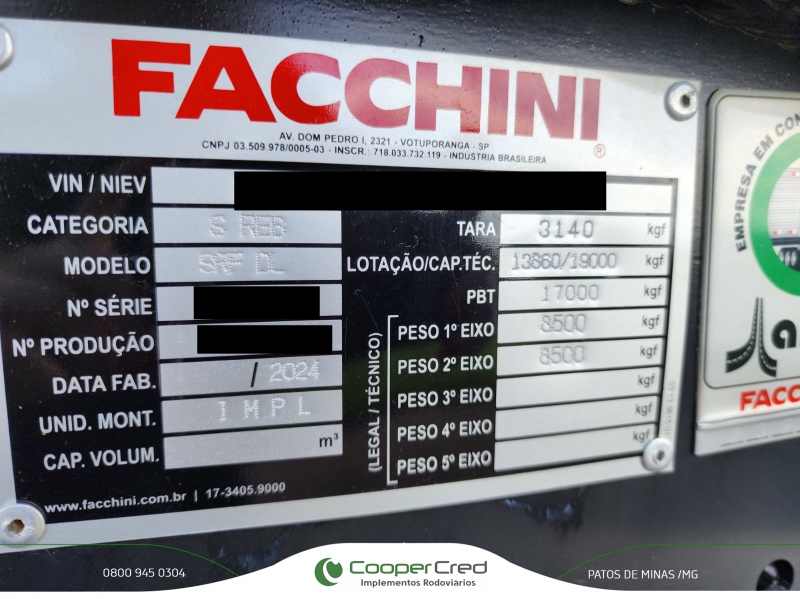 FACCHINI®
AV. DOM PEDRO I, 2321 - VOTUPORANGA - SP
CNPJ 03.509.978/0005-03 - INSCR.: 718.033.732.119 - INDÚSTRIA BRASILEIRA
VIN / NIEV
CATEGORIA S REB
MODELO SRF DL
Nº SÉRIE
Nº PRODUÇÃO
DATA FAB. / 2024
UNID. MONT. 1 M P L
CAP. VOLUM. m³
TARA 3140 kgf
LOTAÇÃO/CAP.TÉC. 13860/19000 kgf
PBT 17000 kgf
(LEGAL / TÉCNICO)
PESO 1º EIXO 8500 kgf
PESO 2º EIXO 8500 kgf
PESO 3º EIXO kgf
PESO 4º EIXO kgf
PESO 5º EIXO kgf
www.facchini.com.br | 17-3405.9000
EMPRESA EM CON
FACC
0800 945 0304
CooperCred
Implementos Rodoviários
PATOS DE MINAS /MG